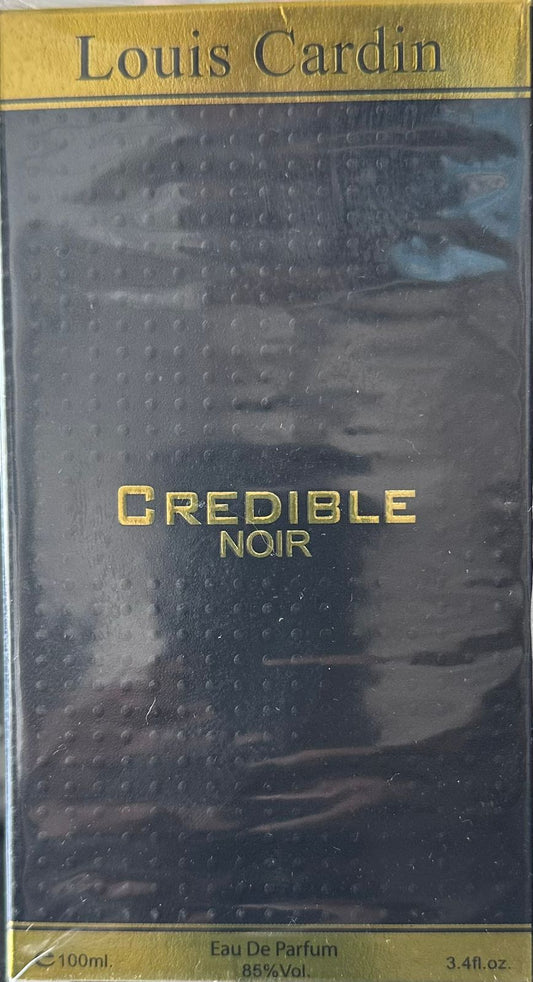 Louis Cardin
CREDIBLE
NOIR
℮100ml.
Eau De Parfum
85%Vol.
3.4fl.oz.